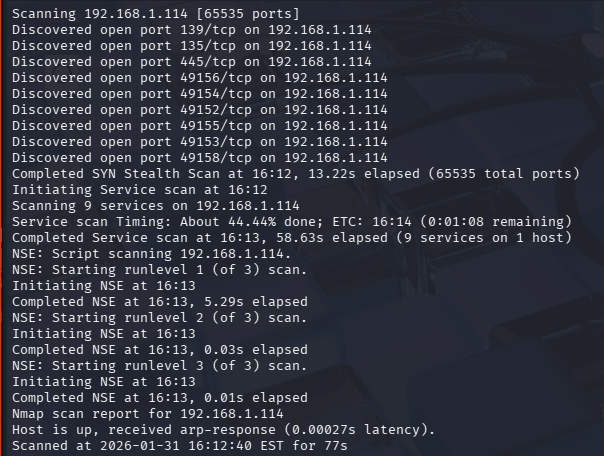 Scanning 192.168.1.114 [65535 ports]
Discovered open port 139/tcp on 192.168.1.114
Discovered open port 135/tcp on 192.168.1.114
Discovered open port 445/tcp on 192.168.1.114
Discovered open port 49156/tcp on 192.168.1.114
Discovered open port 49154/tcp on 192.168.1.114
Discovered open port 49152/tcp on 192.168.1.114
Discovered open port 49155/tcp on 192.168.1.114
Discovered open port 49153/tcp on 192.168.1.114
Discovered open port 49158/tcp on 192.168.1.114
Completed SYN Stealth Scan at 16:12, 13.22s elapsed (65535 total ports)
Initiating Service scan at 16:12
Scanning 9 services on 192.168.1.114
Service scan Timing: About 44.44% done; ETC: 16:14 (0:01:08 remaining)
Completed Service scan at 16:13, 58.63s elapsed (9 services on 1 host)
NSE: Script scanning 192.168.1.114.
NSE: Starting runlevel 1 (of 3) scan.
Initiating NSE at 16:13
Completed NSE at 16:13, 5.29s elapsed
NSE: Starting runlevel 2 (of 3) scan.
Initiating NSE at 16:13
Completed NSE at 16:13, 0.03s elapsed
NSE: Starting runlevel 3 (of 3) scan.
Initiating NSE at 16:13
Completed NSE at 16:13, 0.01s elapsed
Nmap scan report for 192.168.1.114
Host is up, received arp-response (0.00027s latency).
Scanned at 2026-01-31 16:12:40 EST for 77s